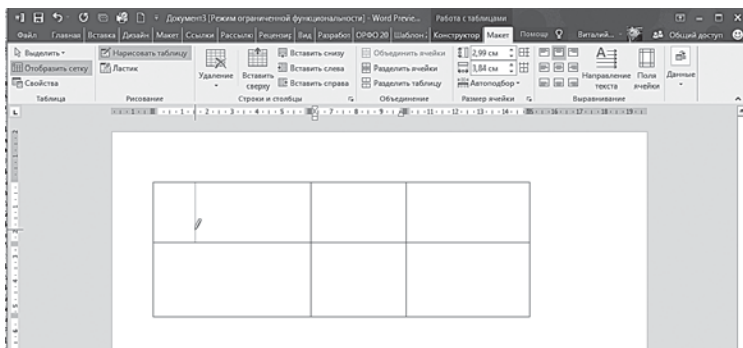 Документ3 [Режим ограниченной функциональности] - Word Previe... Работа с таблицами
Файл Главная Вставка Дизайн Макет Ссылки Рассылк Рецензир Вид Разработ ОРФО 20 Шаблон Конструктор Макет Помощ Виталий... Общий доступ
Выделить Нарисовать таблицу Вставить снизу Объединить ячейки 2,99 см
Отобразить сетку Ластик Удаление Вставить сверху Вставить слева Разделить ячейки 1,84 см Направление текста Поля ячейки Данные
Свойства Вставить справа Разделить таблицу Автоподбор
Таблица Рисование Строки и столбцы Объединение Размер ячейки Выравнивание